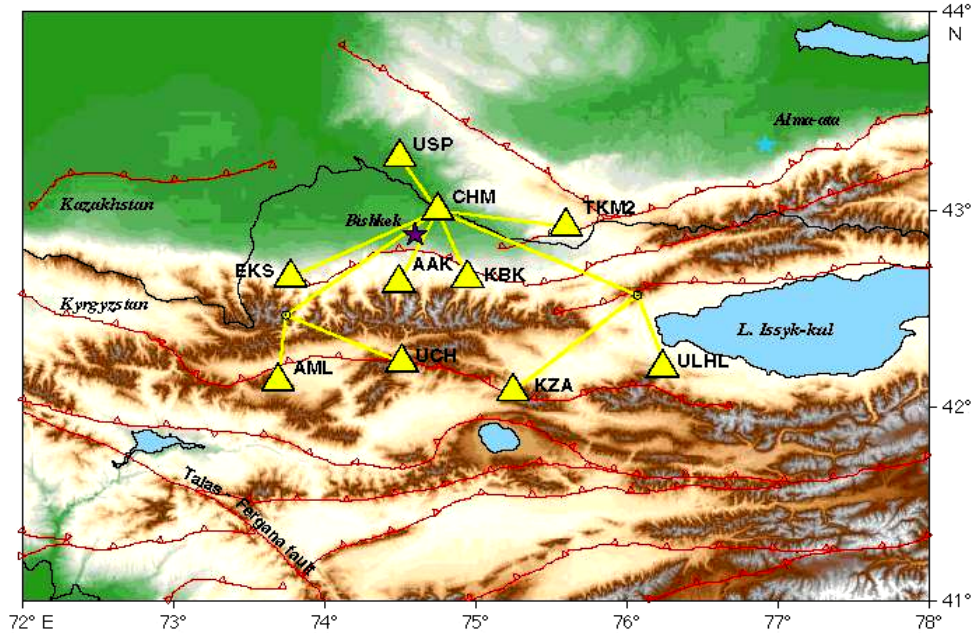 44°
N
Alma-ata
USP
CHM
Kazakhstan
TKM2
43°
Bishkek
EKS
AAK
KBK
Kyrgyzstan
L. Issyk-kul
AML
UCH
ULHL
KZA
42°
Talas - Fergana fault
41°
72° E
73°
74°
75°
76°
77°
78°